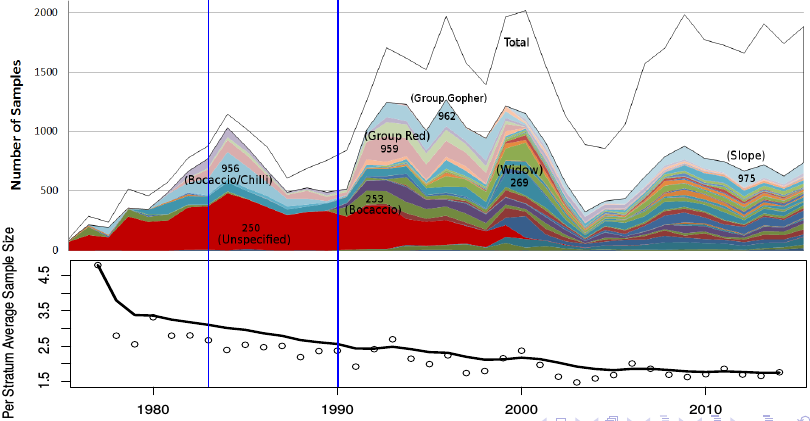 2000
Total
1500
(Group Gopher)
962
1000
(Group Red)
959
(Slope)
975
956
(Bocaccio/Chilli)
(Widow)
269
500
253
(Bocaccio)
250
(Unspecified)
0
Number of Samples
4.5
3.5
2.5
1.5
Per Stratum Average Sample Size
1980
1990
2000
2010